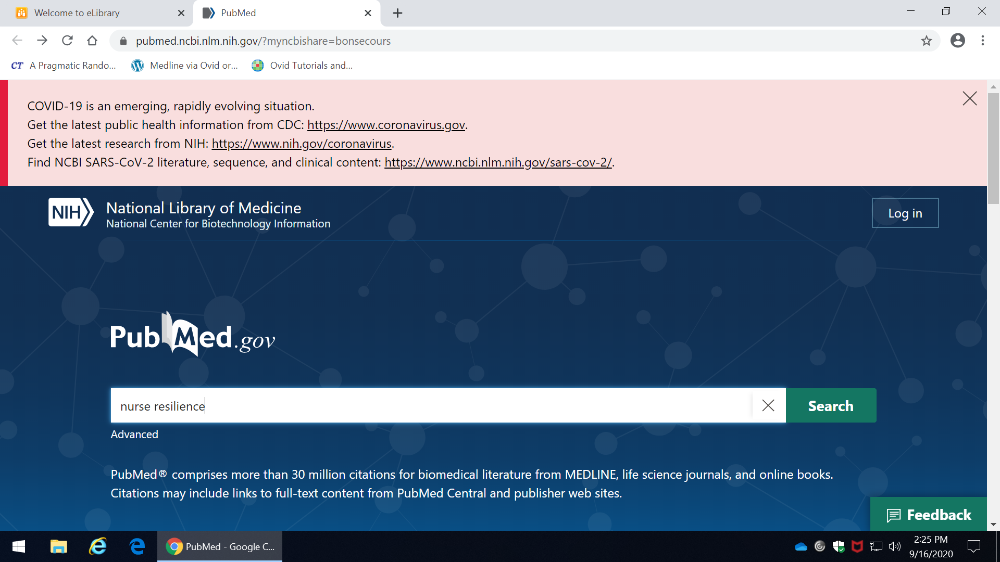 Welcome to eLibrary
PubMed
pubmed.ncbi.nlm.nih.gov/?myncbishare=bonsecours
CT A Pragmatic Rando...
Medline via Ovid or...
Ovid Tutorials and...
COVID-19 is an emerging, rapidly evolving situation.
Get the latest public health information from CDC: https://www.coronavirus.gov.
Get the latest research from NIH: https://www.nih.gov/coronavirus.
Find NCBI SARS-CoV-2 literature, sequence, and clinical content: https://www.ncbi.nlm.nih.gov/sars-cov-2/.
NIH
National Library of Medicine
National Center for Biotechnology Information
Log in
PubMed.gov
nurse resilience
Search
Advanced
PubMed® comprises more than 30 million citations for biomedical literature from MEDLINE, life science journals, and online books.
Citations may include links to full-text content from PubMed Central and publisher web sites.
Feedback
PubMed - Google C...
2:25 PM
9/16/2020